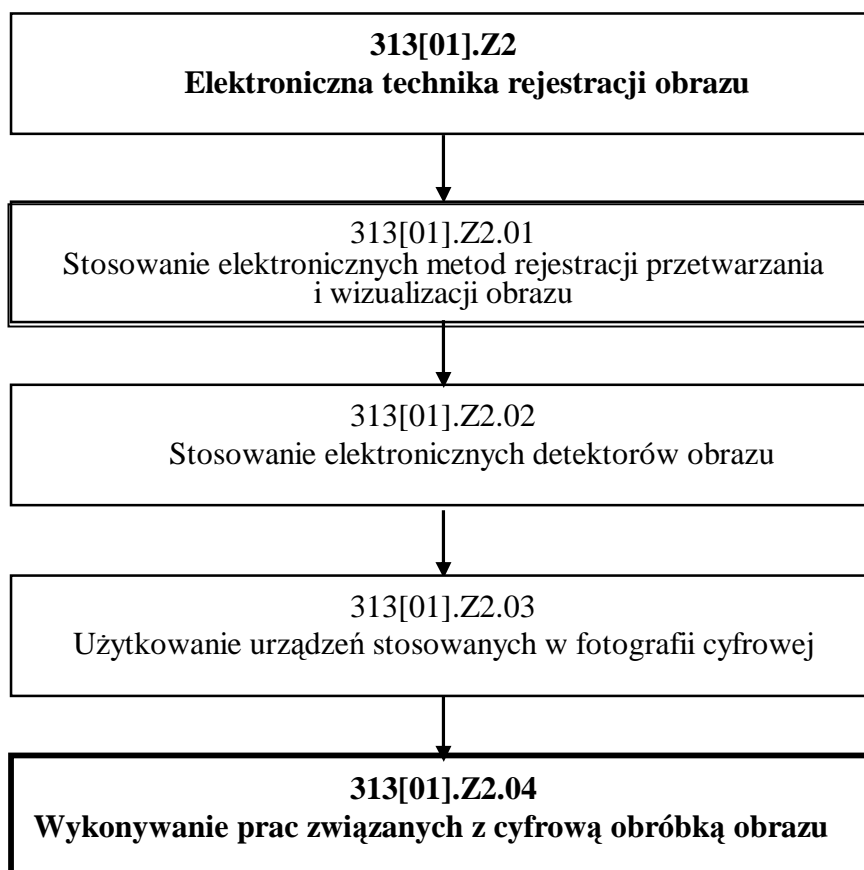 313[01].Z2
Elektroniczna technika rejestracji obrazu
313[01].Z2.01
Stosowanie elektronicznych metod rejestracji przetwarzania
i wizualizacji obrazu
313[01].Z2.02
Stosowanie elektronicznych detektorów obrazu
313[01].Z2.03
Użytkowanie urządzeń stosowanych w fotografii cyfrowej
313[01].Z2.04
Wykonywanie prac związanych z cyfrową obróbką obrazu